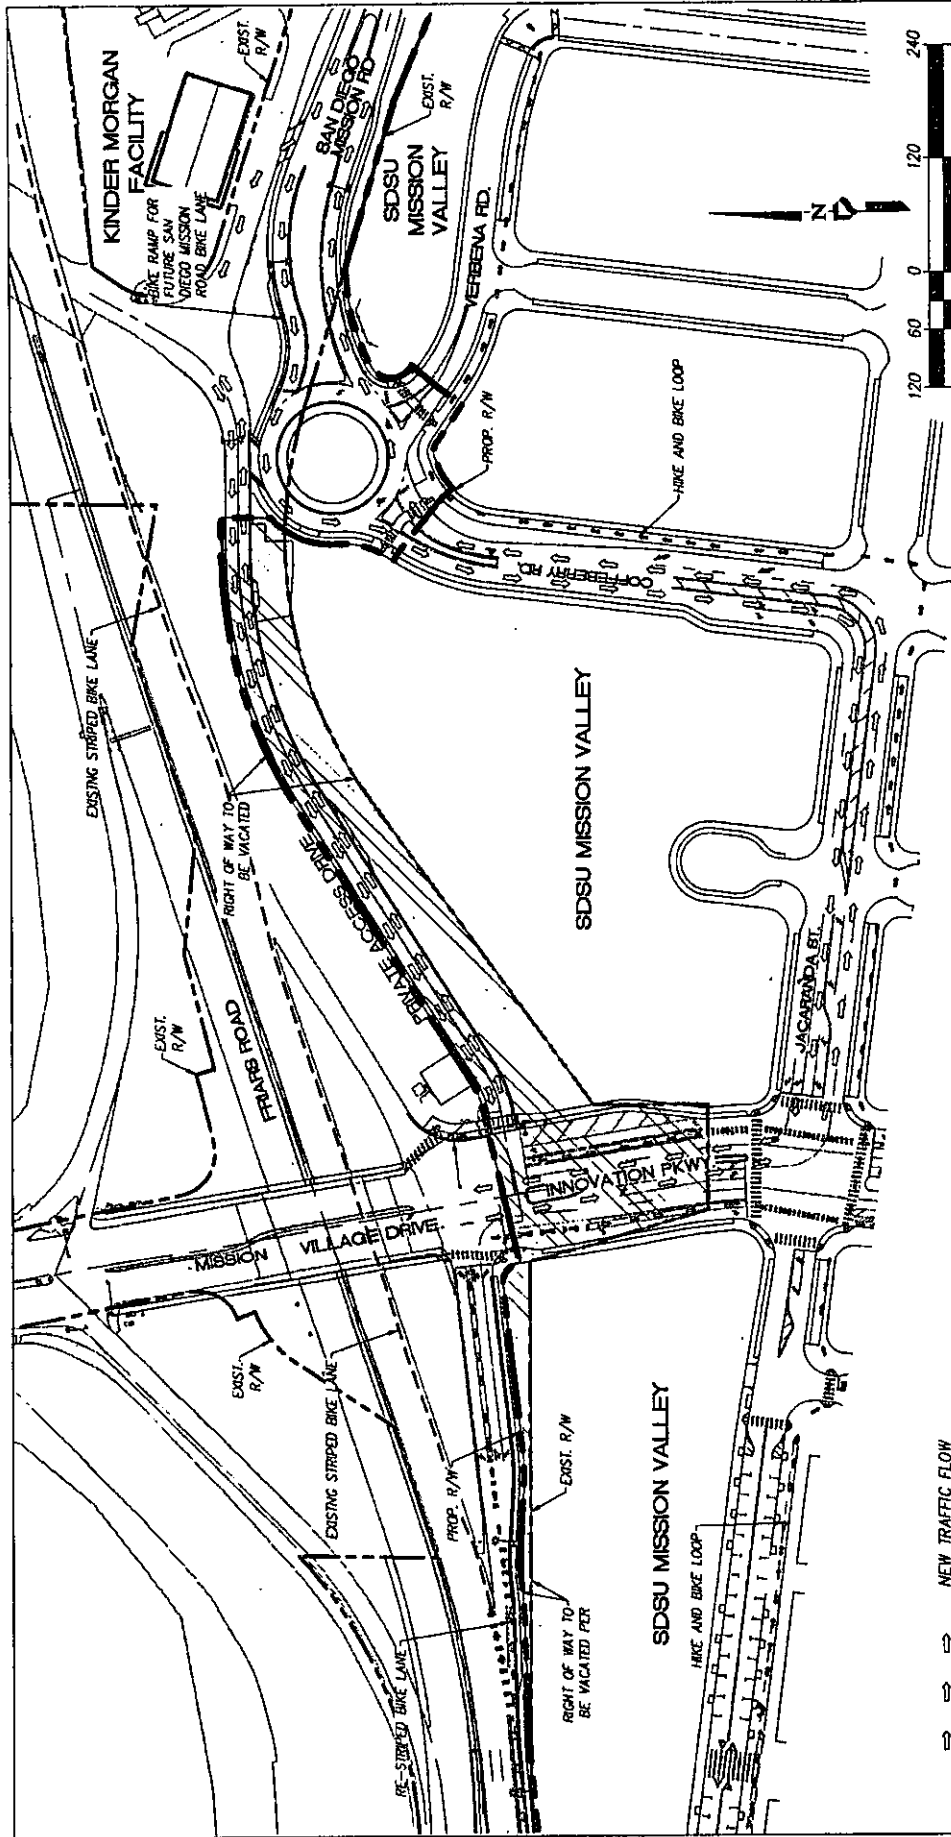 KINDER MORGAN
FACILITY
BIKE RAMP FOR
FUTURE SAN
DIEGO MISSION
ROAD BIKE LANE
EXIST.
R/W
SAN DIEGO
MISSION RD
EXIST.
R/W
SDSU
MISSION
VALLEY
VERBENA RD.
N
PROP. R/W
HIKE AND BIKE LOOP
COFFEEBERRY RD.
240
120
0
60
120
EXISTNG STRIPED BIKE LANE
RIGHT OF WAY TO
BE VACATED
PRIVATE ACCESS DRIVE
SDSU MISSION VALLEY
EXIST.
R/W
FRIARS ROAD
JACARANDA ST.
INNOVATION PKWY
MISSION VILLAGE DRIVE
EXIST.
R/W
EXISTNG STRIPED BIKE LANE
PROP. R/W
EXIST. R/W
RE-STRIPED BIKE LANE
RIGHT OF WAY TO
BE VACATED PER
SDSU MISSION VALLEY
HIKE AND BIKE LOOP
NEW TRAFFIC FLOW